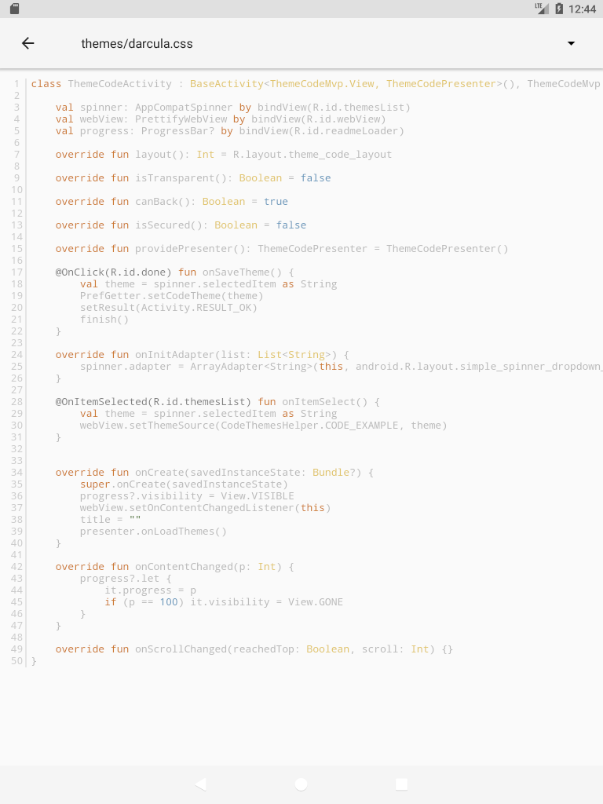 LTE 12:44
themes/darcula.css
1 class ThemeCodeActivity : BaseActivity<ThemeCodeMvp.View, ThemeCodePresenter>(), ThemeCodeMvp
2
3     val spinner: AppCompatSpinner by bindView(R.id.themesList)
4     val webView: PrettifyWebView by bindView(R.id.webView)
5     val progress: ProgressBar? by bindView(R.id.readmeLoader)
6
7     override fun layout(): Int = R.layout.theme_code_layout
8
9     override fun isTransparent(): Boolean = false
10
11     override fun canBack(): Boolean = true
12
13     override fun isSecured(): Boolean = false
14
15     override fun providePresenter(): ThemeCodePresenter = ThemeCodePresenter()
16
17     @OnClick(R.id.done) fun onSaveTheme() {
18         val theme = spinner.selectedItem as String
19         PrefGetter.setCodeTheme(theme)
20         setResult(Activity.RESULT_OK)
21         finish()
22     }
23
24     override fun onInitAdapter(list: List<String>) {
25         spinner.adapter = ArrayAdapter<String>(this, android.R.layout.simple_spinner_dropdown_
26     }
27
28     @OnItemSelected(R.id.themesList) fun onItemSelect() {
29         val theme = spinner.selectedItem as String
30         webView.setThemeSource(CodeThemesHelper.CODE_EXAMPLE, theme)
31     }
32
33
34     override fun onCreate(savedInstanceState: Bundle?) {
35         super.onCreate(savedInstanceState)
36         progress?.visibility = View.VISIBLE
37         webView.setOnContentChangedListener(this)
38         title = ""
39         presenter.onLoadThemes()
40     }
41
42     override fun onContentChanged(p: Int) {
43         progress?.let {
44             it.progress = p
45             if (p == 100) it.visibility = View.GONE
46         }
47     }
48
49     override fun onScrollChanged(reachedTop: Boolean, scroll: Int) {}
50 }